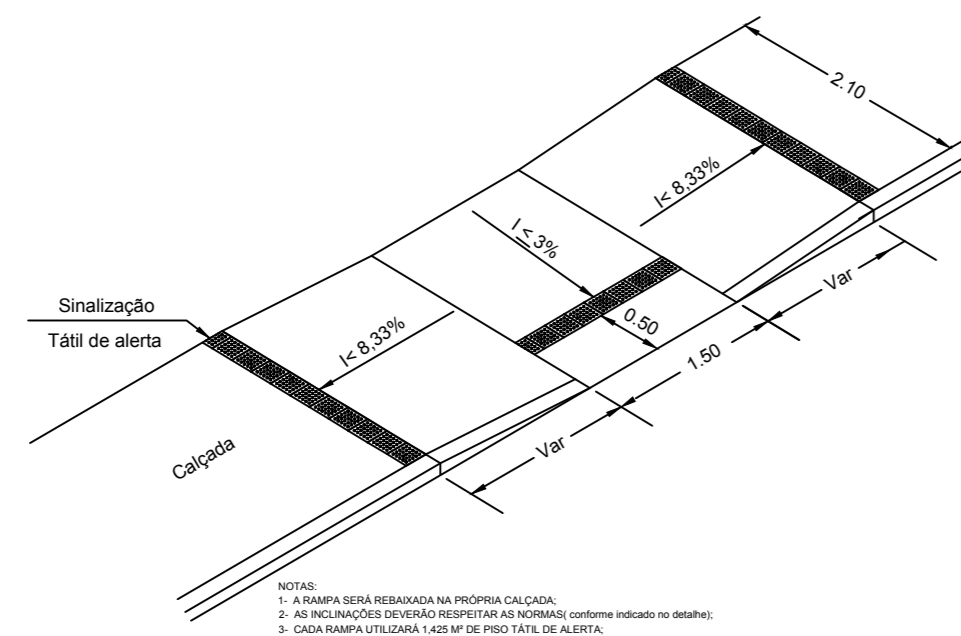 2.10
I< 8,33%
I ≤ 3%
Var
Sinalização
Tátil de alerta
0.50
I< 8,33%
1.50
Calçada
Var
NOTAS:
1- A RAMPA SERÁ REBAIXADA NA PRÓPRIA CALÇADA;
2- AS INCLINAÇÕES DEVERÃO RESPEITAR AS NORMAS( conforme indicado no detalhe);
3- CADA RAMPA UTILIZARÁ 1,425 M² DE PISO TÁTIL DE ALERTA;